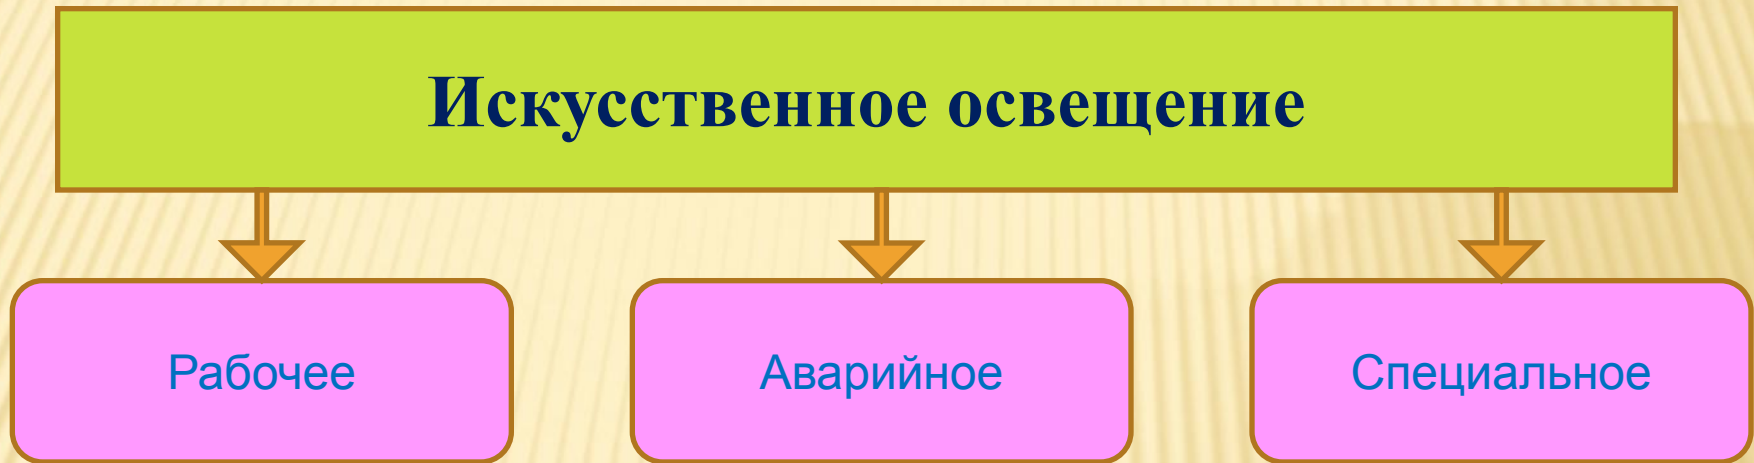 Искусственное освещение
Рабочее
Аварийное
Специальное